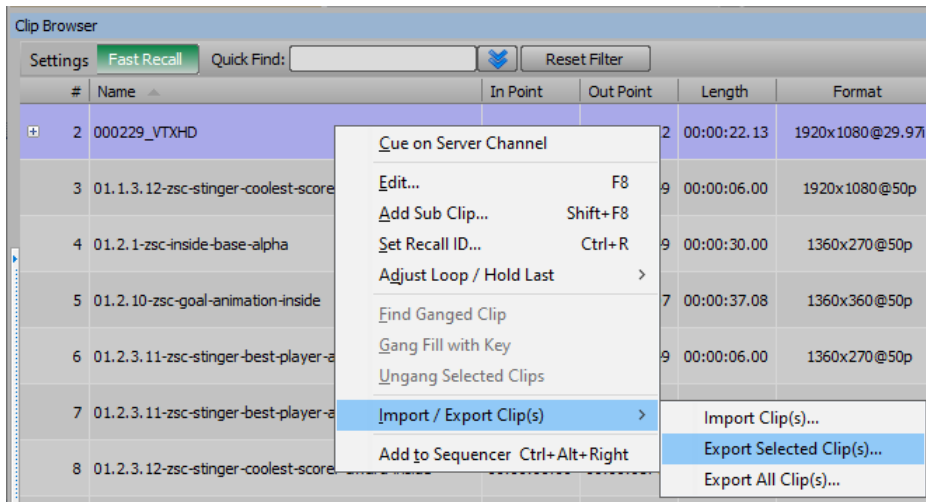 Clip Browser
Settings Fast Recall Quick Find: Reset Filter
# Name In Point Out Point Length Format
2 000229_VTXHD 2 00:00:22.13 1920x1080@29.97i
3 01.1.3.12-zsc-stinger-coolest-score 9 00:00:06.00 1920x1080@50p
4 01.2.1-zsc-inside-base-alpha 9 00:00:30.00 1360x270@50p
5 01.2.10-zsc-goal-animation-inside 7 00:00:37.08 1360x360@50p
6 01.2.3.11-zsc-stinger-best-player-a 9 00:00:06.00 1360x270@50p
7 01.2.3.11-zsc-stinger-best-player-a
8 01.2.3.12-zsc-stinger-coolest-scorer
Cue on Server Channel
Edit... F8
Add Sub Clip... Shift+F8
Set Recall ID... Ctrl+R
Adjust Loop / Hold Last >
Find Ganged Clip
Gang Fill with Key
Ungang Selected Clips
Import / Export Clip(s) >
Add to Sequencer Ctrl+Alt+Right
Import Clip(s)...
Export Selected Clip(s)...
Export All Clip(s)...